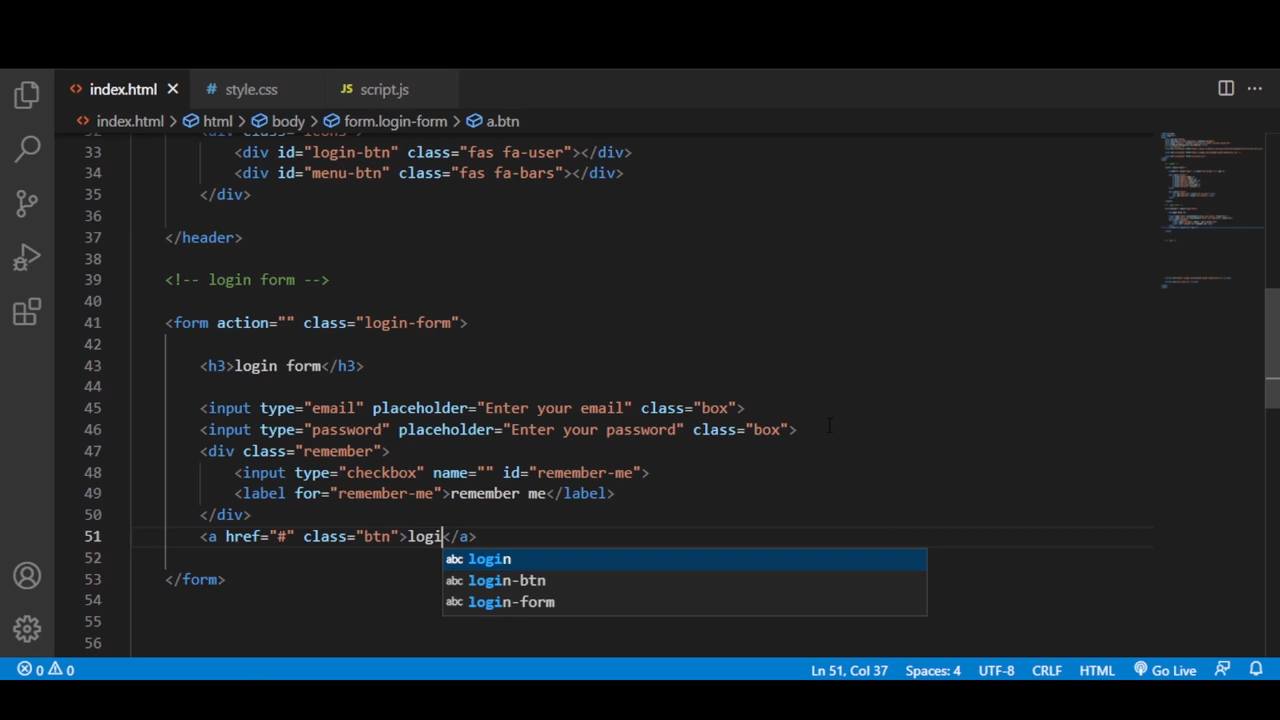 index.html
style.css
JS script.js
index.html > html > body > form.login-form > a.btn
32 <div class="icons">
33 <div id="login-btn" class="fas fa-user"></div>
34 <div id="menu-btn" class="fas fa-bars"></div>
35 </div>
36
37 </header>
38
39 <!-- login form -->
40
41 <form action="" class="login-form">
42
43 <h3>login form</h3>
44
45 <input type="email" placeholder="Enter your email" class="box">
46 <input type="password" placeholder="Enter your password" class="box">
47 <div class="remember">
48 <input type="checkbox" name="" id="remember-me">
49 <label for="remember-me">remember me</label>
50 </div>
51 <a href="#" class="btn">logi</a>
52
abc login
abc login-btn
53 </form>
abc login-form
54
55
56
0 0
Ln 51, Col 37
Spaces: 4
UTF-8
CRLF
HTML
Go Live